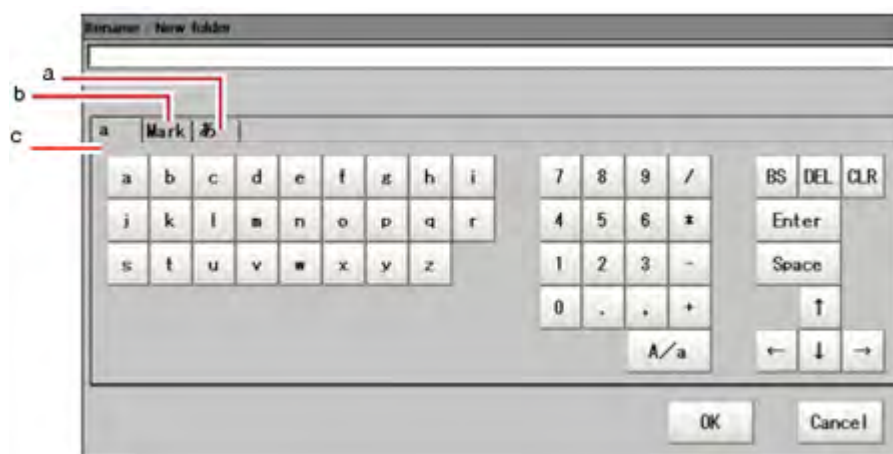 Rename : New folder
a
b
c
a Mark あ
a b c d e f g h i 7 8 9 / BS DEL CLR
j k l m n o p q r 4 5 6 * Enter
s t u v w x y z 1 2 3 - Space
0 . , + ↑
A/a ← ↓ →
OK Cancel